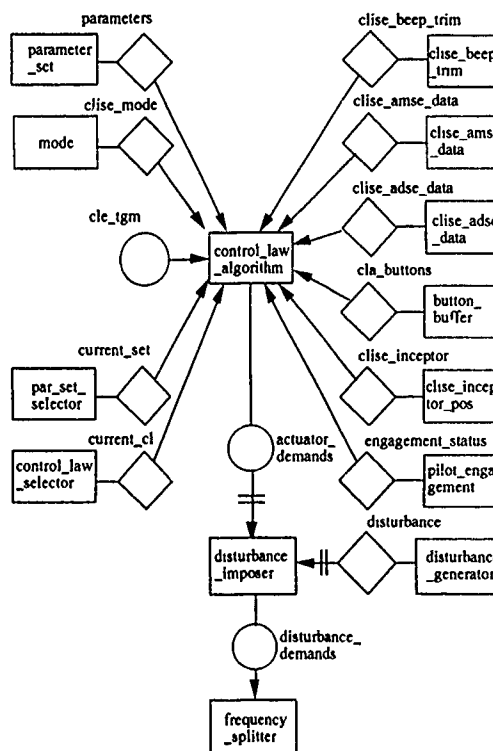 parameters
parameter
_set
clise_mode
mode
cle_tgm
control_law
_algorithm
current_set
par_set_
selector
current_cl
control_law
_selector
clise_beep_trim
clise_beep
_trim
clise_amse_data
clise_amse
_data
clise_adse_data
clise_adse
_data
cla_buttons
button_
buffer
clise_inceptor
clise_incep
tor_pos
engagement_status
pilot_enga
gement
actuator_
demands
disturbance
disturbance
_imposer
disturbance
_generator
disturbance_
demands
frequency
_splitter